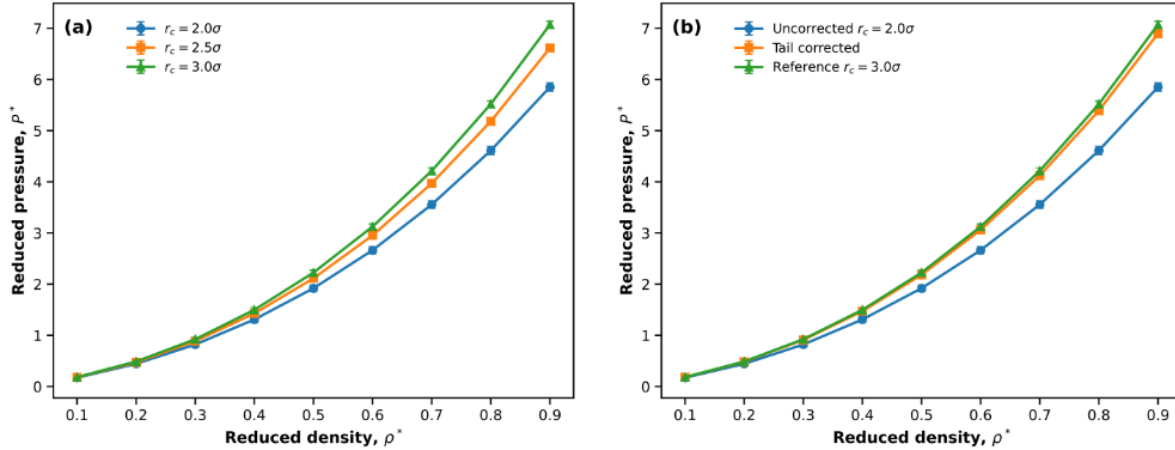 (a)
r_c = 2.0σ
r_c = 2.5σ
r_c = 3.0σ
Reduced pressure, P*
7
6
5
4
3
2
1
0
0.1 0.2 0.3 0.4 0.5 0.6 0.7 0.8 0.9
Reduced density, ρ*
(b)
Uncorrected r_c = 2.0σ
Tail corrected
Reference r_c = 3.0σ
Reduced pressure, P*
7
6
5
4
3
2
1
0
0.1 0.2 0.3 0.4 0.5 0.6 0.7 0.8 0.9
Reduced density, ρ*